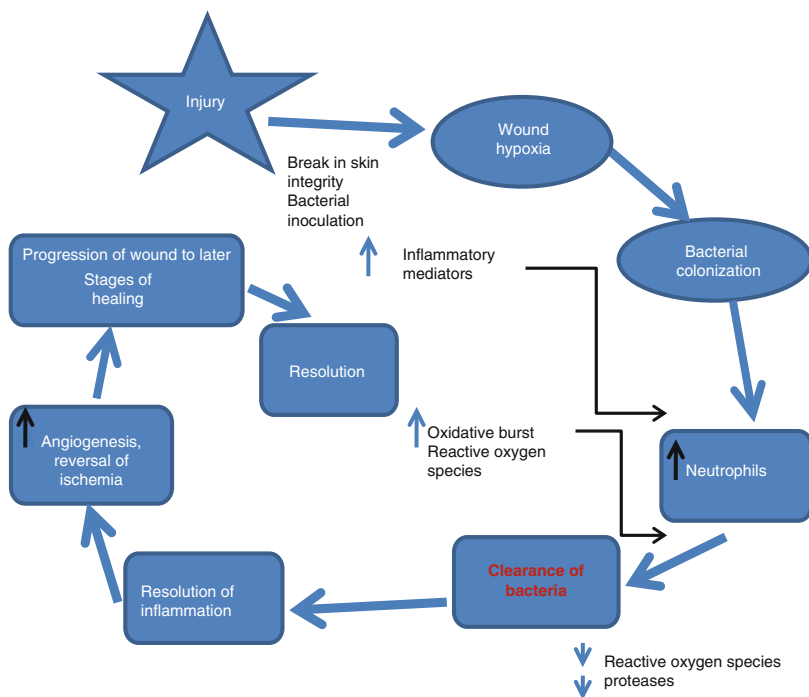 Injury
Wound
hypoxia
Break in skin
integrity
Bacterial
inoculation
Bacterial
colonization
Inflammatory
mediators
Progression of wound to later
Stages of
healing
Resolution
Angiogenesis,
reversal of
ischemia
Oxidative burst
Reactive oxygen
species
Neutrophils
Clearance of
bacteria
Resolution of
inflammation
Reactive oxygen species
proteases